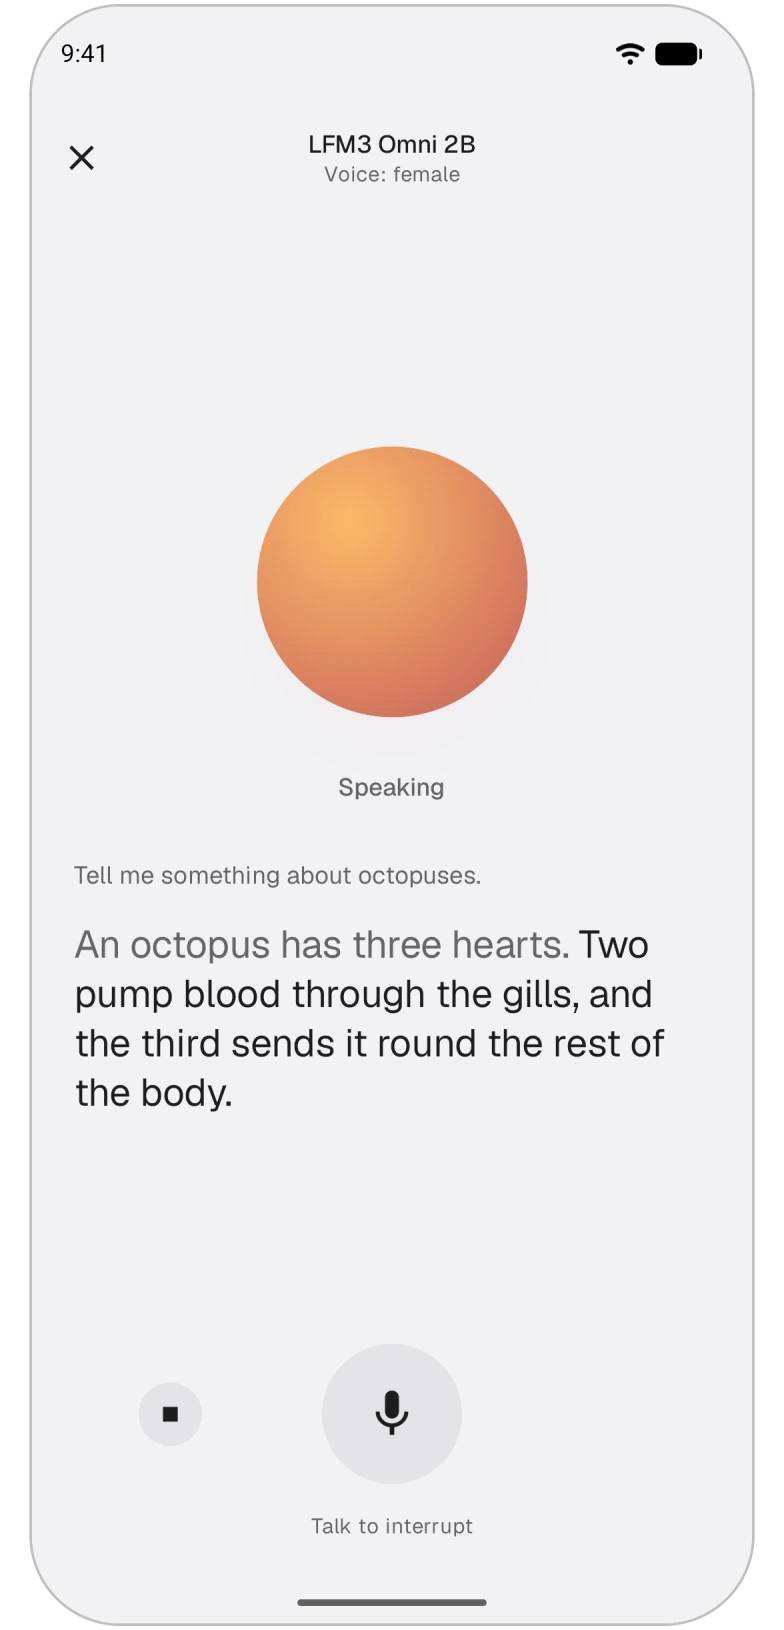 9:41
LFM3 Omni 2B
Voice: female
Speaking
Tell me something about octopuses.
An octopus has three hearts. Two
pump blood through the gills, and
the third sends it round the rest of
the body.
Talk to interrupt